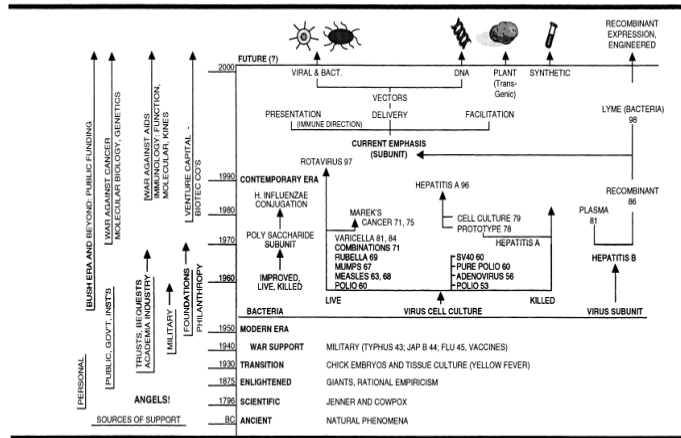 RECOMBINANT
EXPRESSION,
ENGINEERED
FUTURE (?)
2000
VIRAL & BACT.
DNA
PLANT
(Trans-
Genic)
SYNTHETIC
VECTORS
PRESENTATION
DELIVERY
FACILITATION
(IMMUNE DIRECTION)
LYME (BACTERIA)
98
CURRENT EMPHASIS
(SUBUNIT)
ROTAVIRUS 97
1990
CONTEMPORARY ERA
H. INFLUENZAE
CONJUGATION
HEPATITIS A 96
RECOMBINANT
86
1980
MAREK'S
CANCER 71, 75
CELL CULTURE 79
PROTOTYPE 78
PLASMA
81
POLY SACCHARIDE
SUBUNIT
VARICELLA 81, 84
COMBINATIONS 71
RUBELLA 69
MUMPS 67
MEASLES 63, 68
POLIO 60
HEPATITIS A
1970
SV40 60
PURE POLIO 60
ADENOVIRUS 56
POLIO 53
HEPATITIS B
IMPROVED,
LIVE, KILLED
1960
LIVE
KILLED
BACTERIA
VIRUS CELL CULTURE
VIRUS SUBUNIT
1950
MODERN ERA
1940
WAR SUPPORT
MILITARY (TYPHUS 43; JAP B 44; FLU 45, VACCINES)
1930
TRANSITION
CHICK EMBRYOS AND TISSUE CULTURE (YELLOW FEVER)
1875
ENLIGHTENED
GIANTS, RATIONAL EMPIRICISM
1796
SCIENTIFIC
JENNER AND COWPOX
BC
ANCIENT
NATURAL PHENOMENA
PERSONAL
BUSH ERA AND BEYOND: PUBLIC FUNDING
PUBLIC, GOV'T, INST'S
WAR AGAINST CANCER
MOLECULAR BIOLOGY, GENETICS
TRUSTS, BEQUESTS
ACADEMIA INDUSTRY
WAR AGAINST AIDS
IMMUNOLOGY: FUNCTION,
MOLECULAR, KINES
MILITARY
FOUNDATIONS
PHILANTHROPY
VENTURE CAPITAL -
BIOTEC CO'S
ANGELS!
SOURCES OF SUPPORT